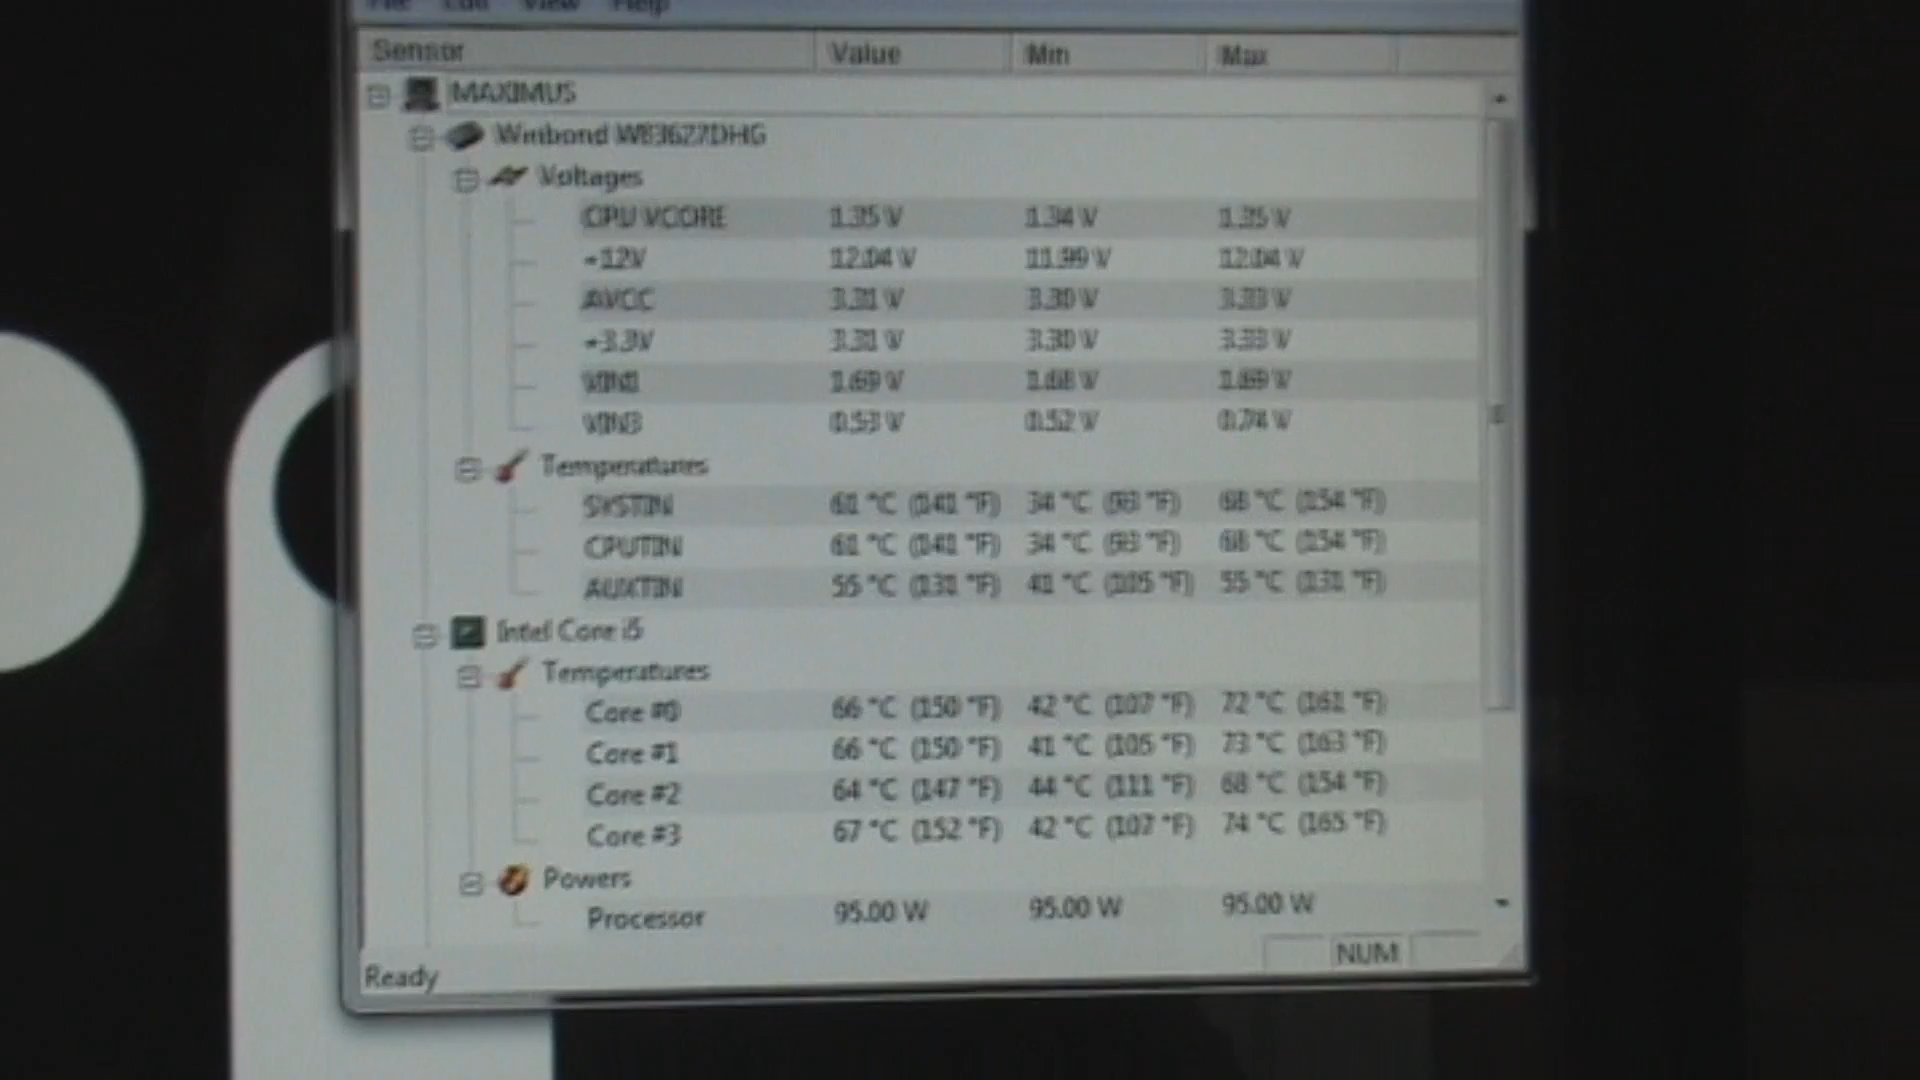 File Edit View Help
Sensor Value Min Max
MAXIMUS
Winbond W83627DHG
Voltages
CPU VCORE 1.35 V 1.34 V 1.35 V
+12V 12.04 V 11.99 V 12.04 V
AVCC 3.31 V 3.30 V 3.33 V
+3.3V 3.31 V 3.30 V 3.33 V
VIN1 1.69 V 1.68 V 1.69 V
VIN3 0.53 V 0.52 V 0.74 V
Temperatures
SYSTIN 61 °C (141 °F) 34 °C (93 °F) 68 °C (154 °F)
CPUTIN 61 °C (141 °F) 34 °C (93 °F) 68 °C (154 °F)
AUXTIN 55 °C (131 °F) 41 °C (105 °F) 55 °C (131 °F)
Intel Core i5
Temperatures
Core #0 66 °C (150 °F) 42 °C (107 °F) 72 °C (161 °F)
Core #1 66 °C (150 °F) 41 °C (105 °F) 73 °C (163 °F)
Core #2 64 °C (147 °F) 44 °C (111 °F) 68 °C (154 °F)
Core #3 67 °C (152 °F) 42 °C (107 °F) 74 °C (165 °F)
Powers
Processor 95.00 W 95.00 W 95.00 W
NUM
Ready